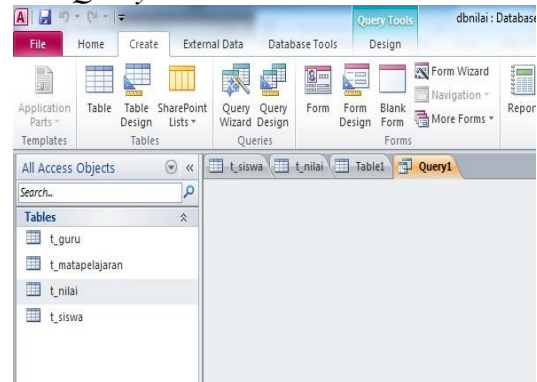 Query Tools dbnilai : Database
File Home Create External Data Database Tools Design
Application Parts Table Table Design SharePoint Lists Query Wizard Query Design Form Form Design Blank Form Form Wizard Navigation More Forms Repor
Templates Tables Queries Forms
All Access Objects « t_siswa t_nilai Table1 Query1
Search...
Tables
t_guru
t_matapelajaran
t_nilai
t_siswa